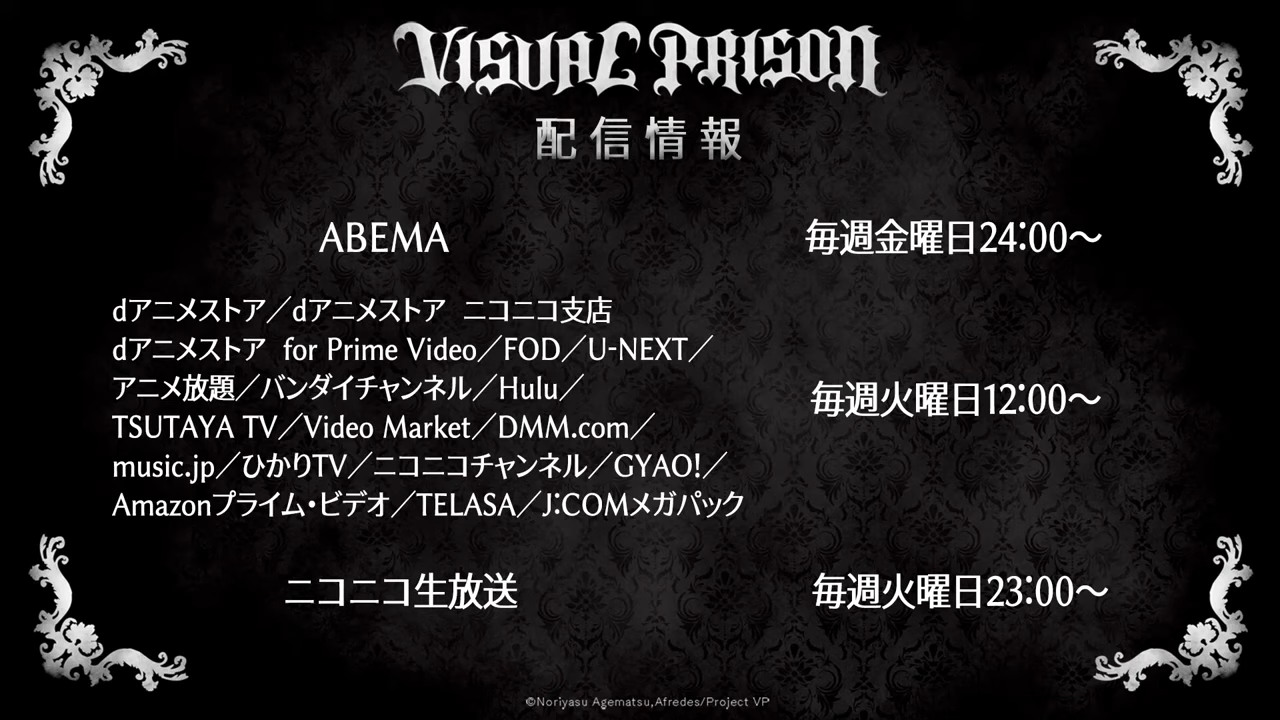 VISUAL PRISON
配信情報
ABEMA 毎週金曜日24:00～
dアニメストア／dアニメストア ニコニコ支店
dアニメストア for Prime Video／FOD／U-NEXT／
アニメ放題／バンダイチャンネル／Hulu／
毎週火曜日12:00～
TSUTAYA TV／Video Market／DMM.com／
music.jp／ひかりTV／ニコニコチャンネル／GYAO!／
Amazonプライム・ビデオ／TELASA／J:COMメガパック
ニコニコ生放送 毎週火曜日23:00～
©Noriyasu Agematsu,Afredes/Project VP